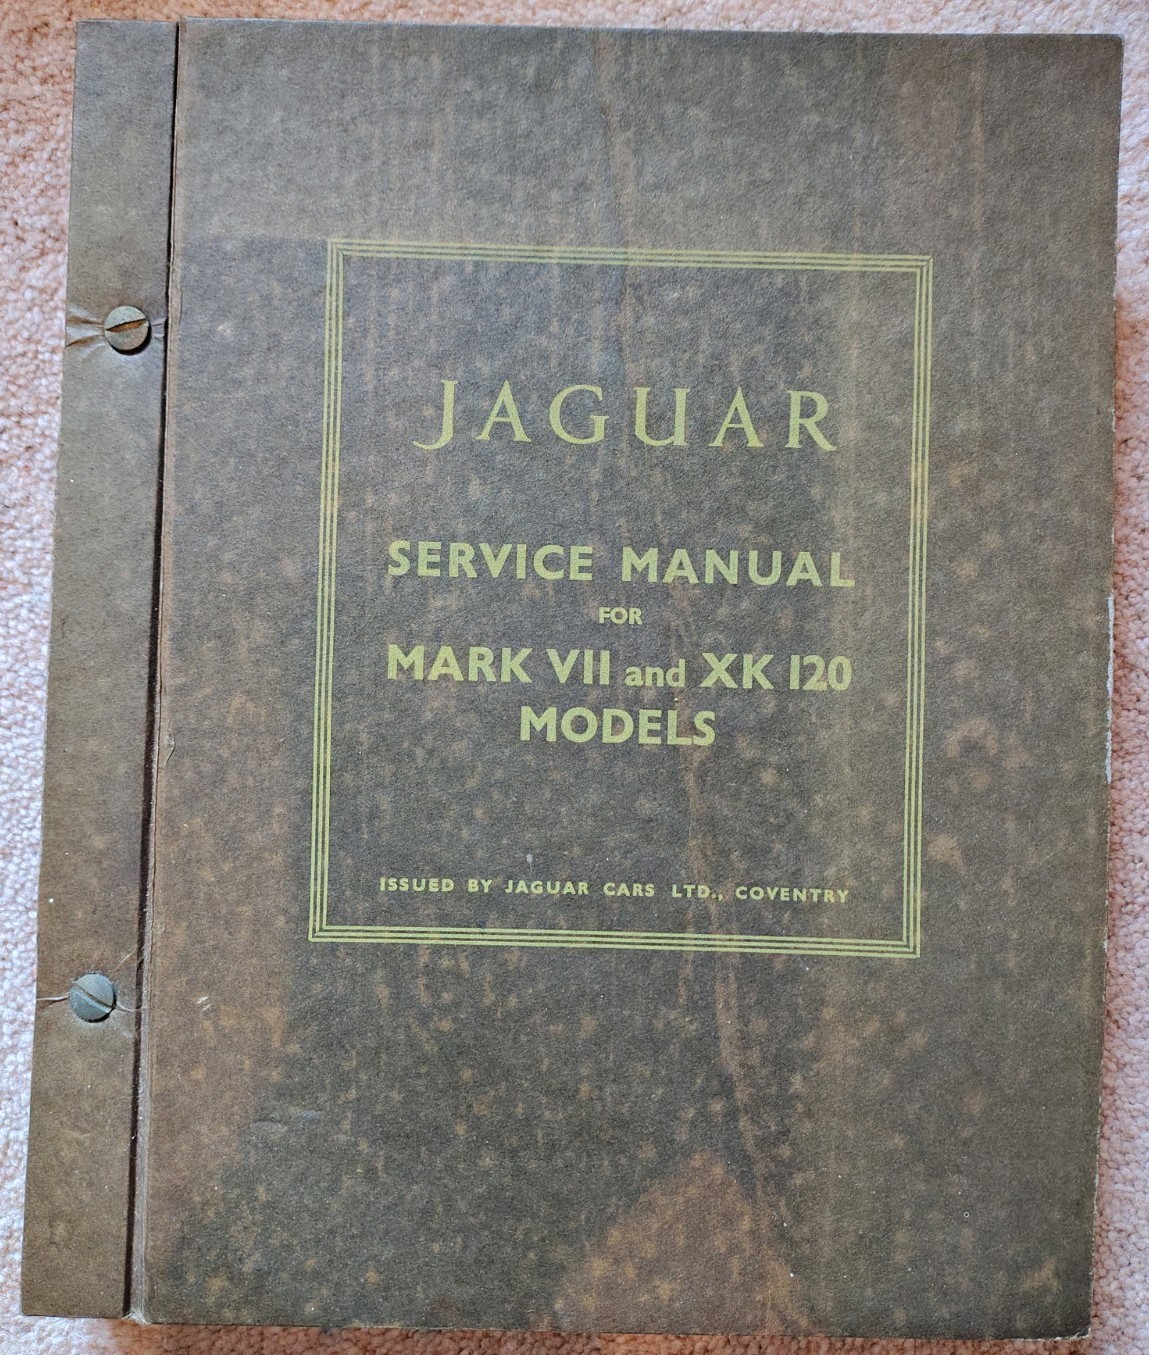 JAGUAR
SERVICE MANUAL
FOR
MARK VII and XK 120
MODELS
ISSUED BY JAGUAR CARS LTD., COVENTRY